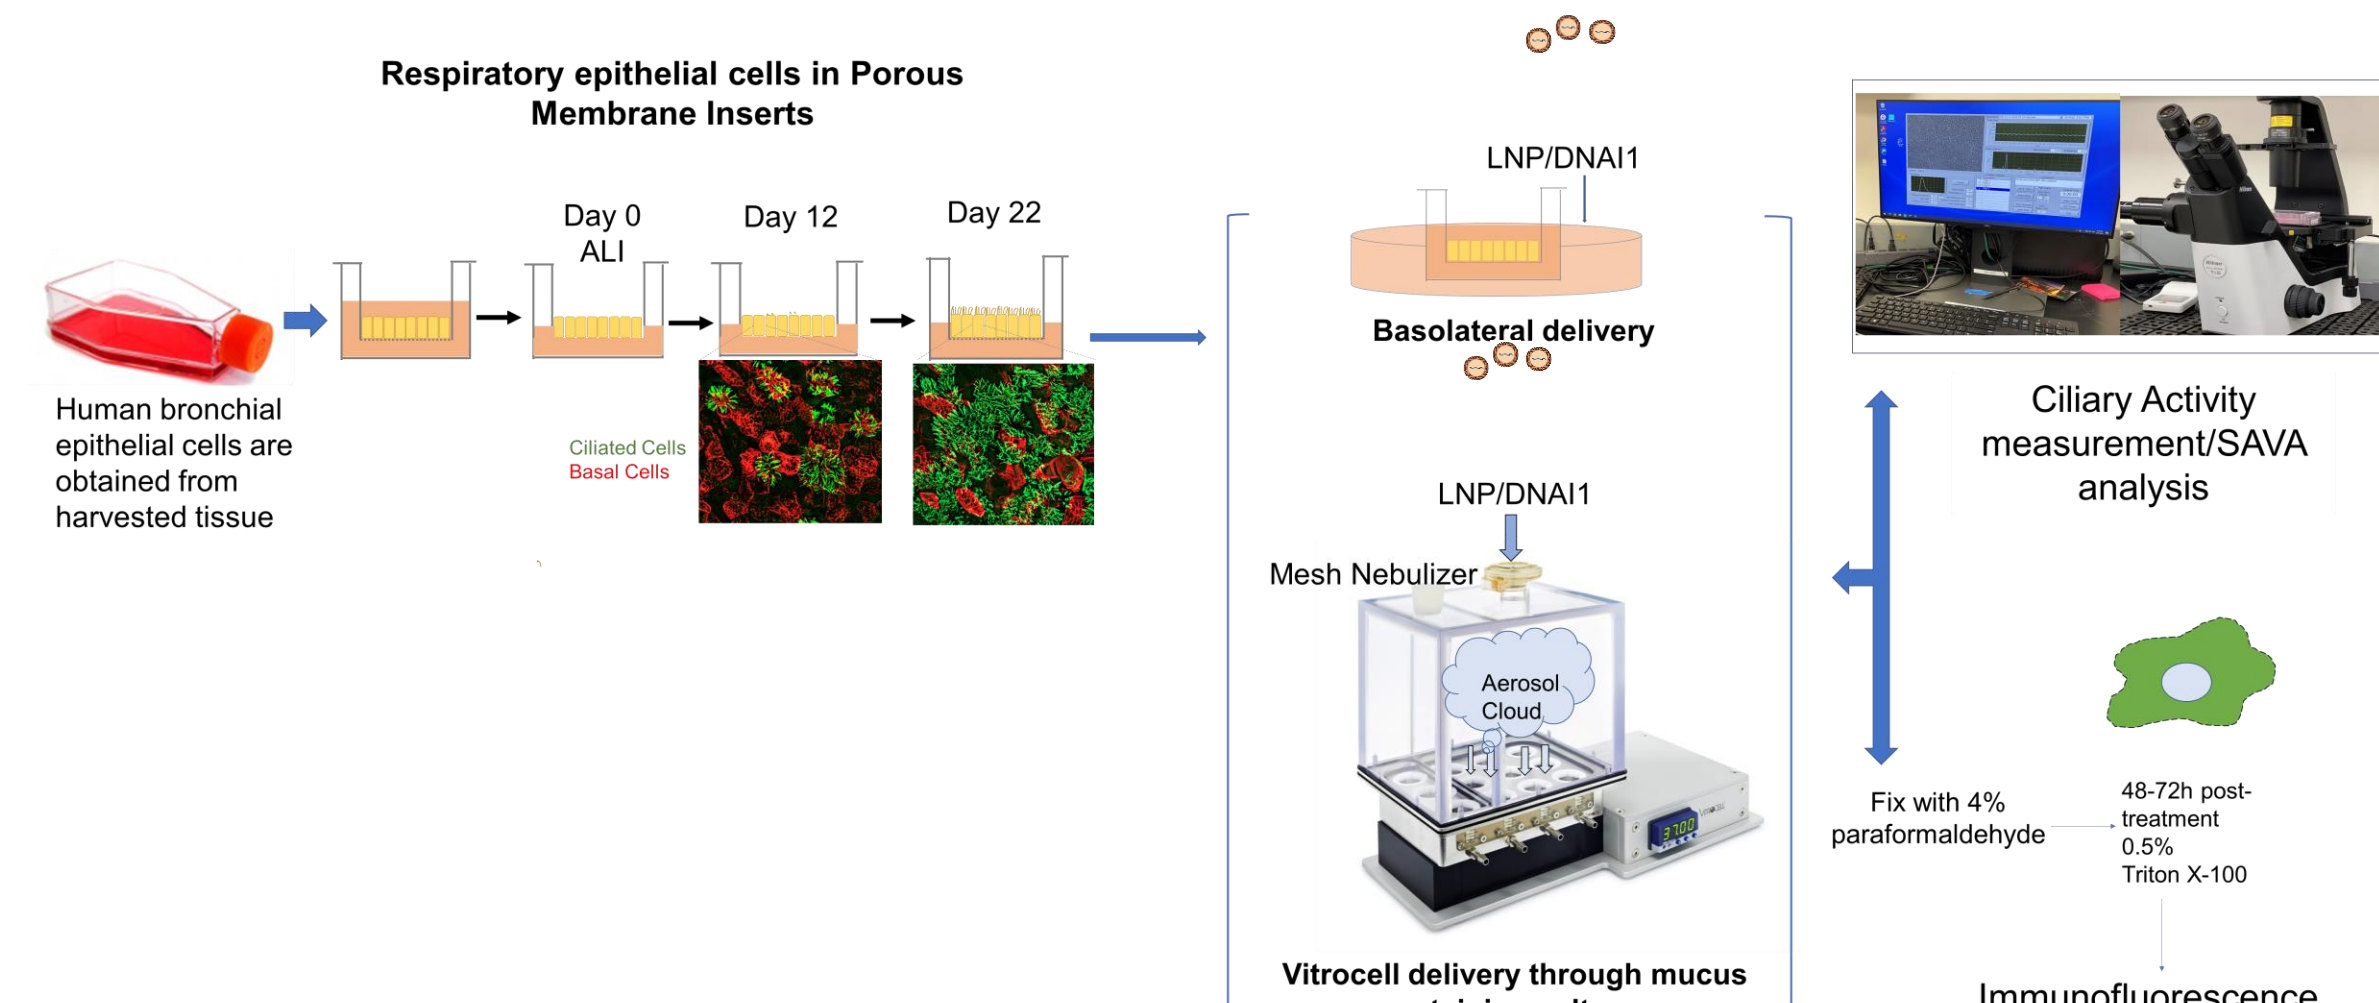 Respiratory epithelial cells in Porous
Membrane Inserts
Day 0
ALI
Day 12
Day 22
Human bronchial
epithelial cells are
obtained from
harvested tissue
Ciliated Cells
Basal Cells
LNP/DNAI1
Basolateral delivery
LNP/DNAI1
Mesh Nebulizer
Aerosol
Cloud
37.00
VITROCELL
Vitrocell delivery through mucus
Ciliary Activity
measurement/SAVA
analysis
Fix with 4%
paraformaldehyde
48-72h post-
treatment
0.5%
Triton X-100
Immunofluorescence